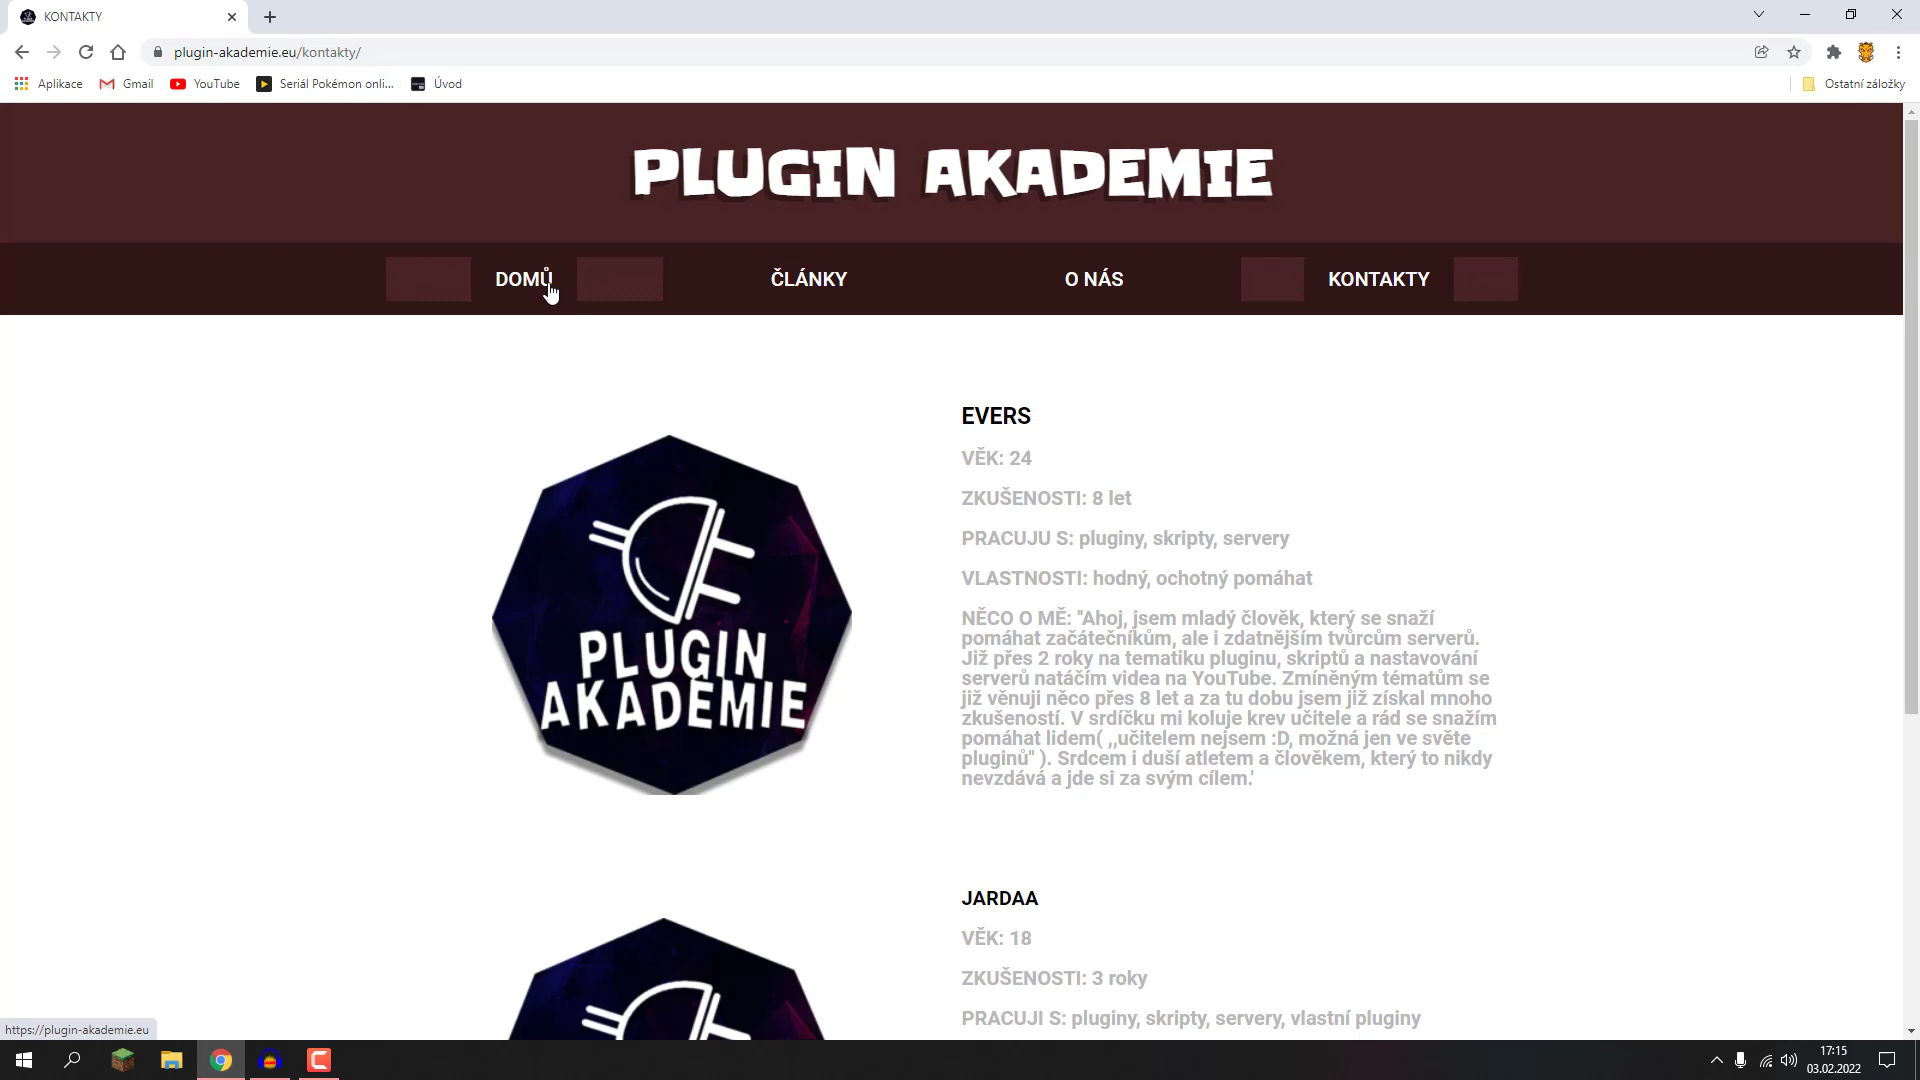 KONTAKTY
plugin-akademie.eu/kontakty/
Aplikace Gmail YouTube Seriál Pokémon onli... Úvod Ostatní záložky
PLUGIN AKADEMIE
DOMŮ ČLÁNKY O NÁS KONTAKTY
EVERS
VĚK: 24
ZKUŠENOSTI: 8 let
PRACUJU S: pluginy, skripty, servery
VLASTNOSTI: hodný, ochotný pomáhat
NĚCO O MĚ: "Ahoj, jsem mladý člověk, který se snaží
pomáhat začátečníkům, ale i zdatnějším tvůrcům serverů.
Již přes 2 roky na tematiku pluginu, skriptů a nastavování
serverů natáčím videa na YouTube. Zmíněným tématům se
již věnuji něco přes 8 let a za tu dobu jsem již získal mnoho
zkušeností. V srdíčku mi koluje krev učitele a rád se snažím
pomáhat lidem( ,,učitelem nejsem :D, možná jen ve světe
pluginů" ). Srdcem i duší atletem a člověkem, který to nikdy
nevzdává a jde si za svým cílem.'
PLUGIN
AKADEMIE
JARDAA
VĚK: 18
ZKUŠENOSTI: 3 roky
PRACUJI S: pluginy, skripty, servery, vlastní pluginy
https://plugin-akademie.eu
17:15
03.02.2022